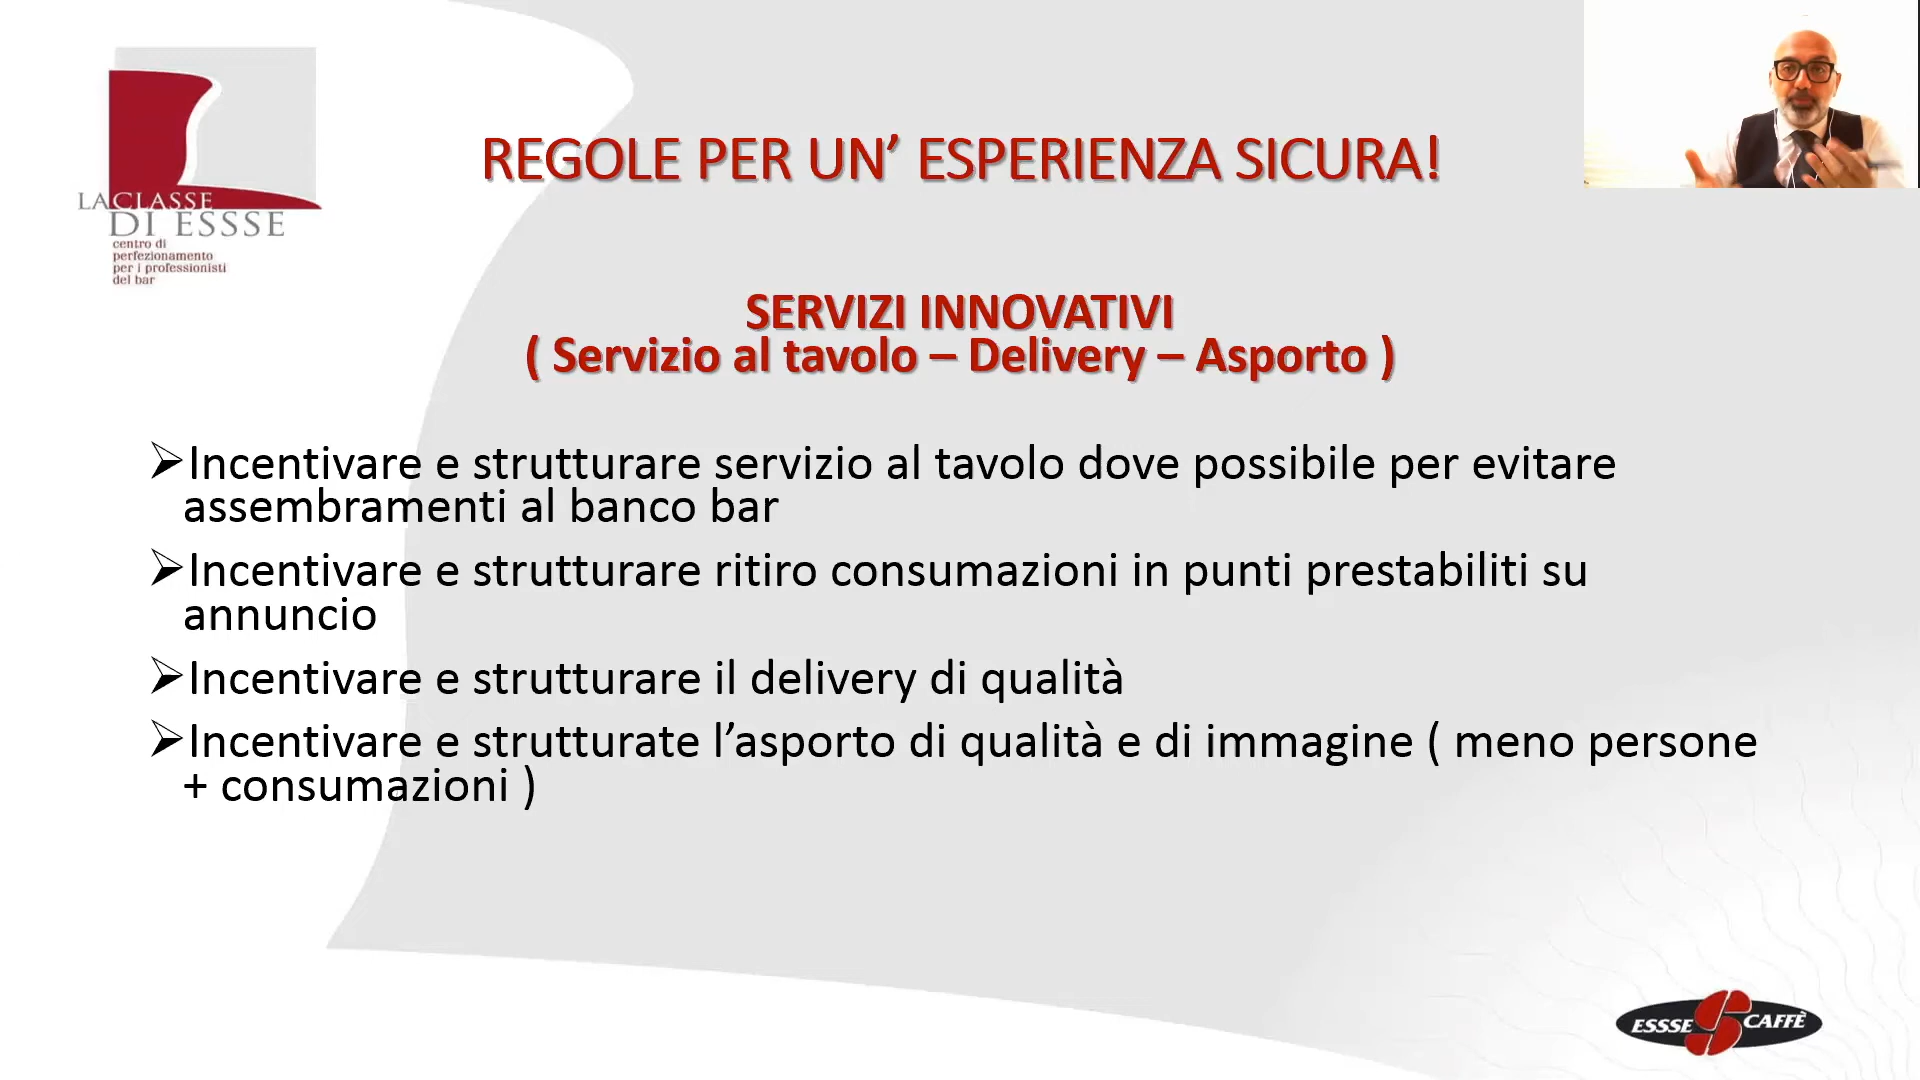 LACLASSE
DI ESSSE
centro di
perfezionamento
per i professionisti
del bar
REGOLE PER UN’ ESPERIENZA SICURA!
SERVIZI INNOVATIVI
( Servizio al tavolo – Delivery – Asporto )
➢Incentivare e strutturare servizio al tavolo dove possibile per evitare
assembramenti al banco bar
➢Incentivare e strutturare ritiro consumazioni in punti prestabiliti su
annuncio
➢Incentivare e strutturare il delivery di qualità
➢Incentivare e strutturate l’asporto di qualità e di immagine ( meno persone
+ consumazioni )
ESSSE CAFFÈ